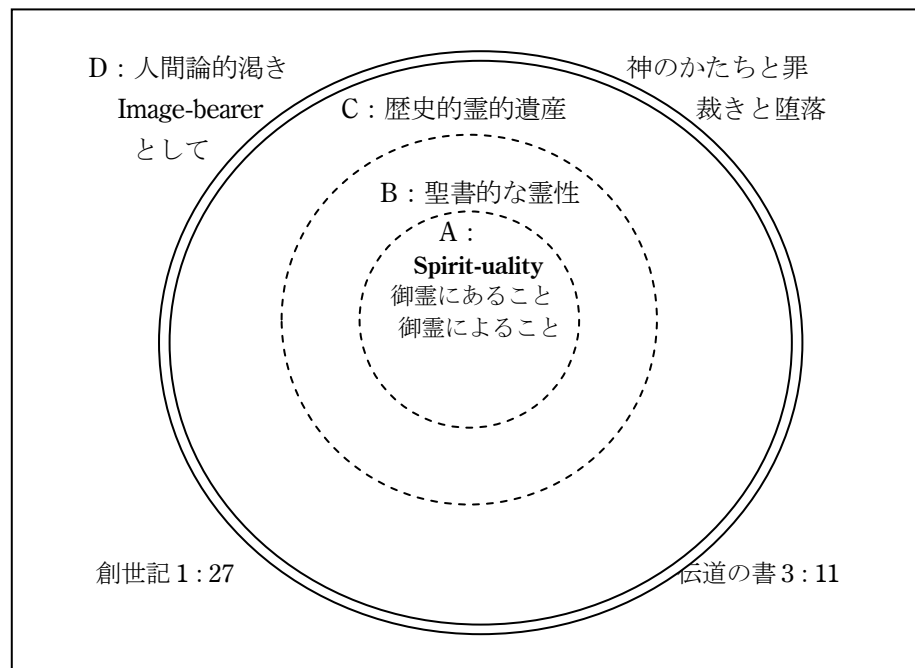 D：人間論的渇き
Image-bearer
として
神のかたちと罪
裁きと堕落
C：歴史的霊的遺産
B：聖書的な霊性
A：
Spirit-uality
御霊にあること
御霊によること
創世記 1：27
伝道の書 3：11